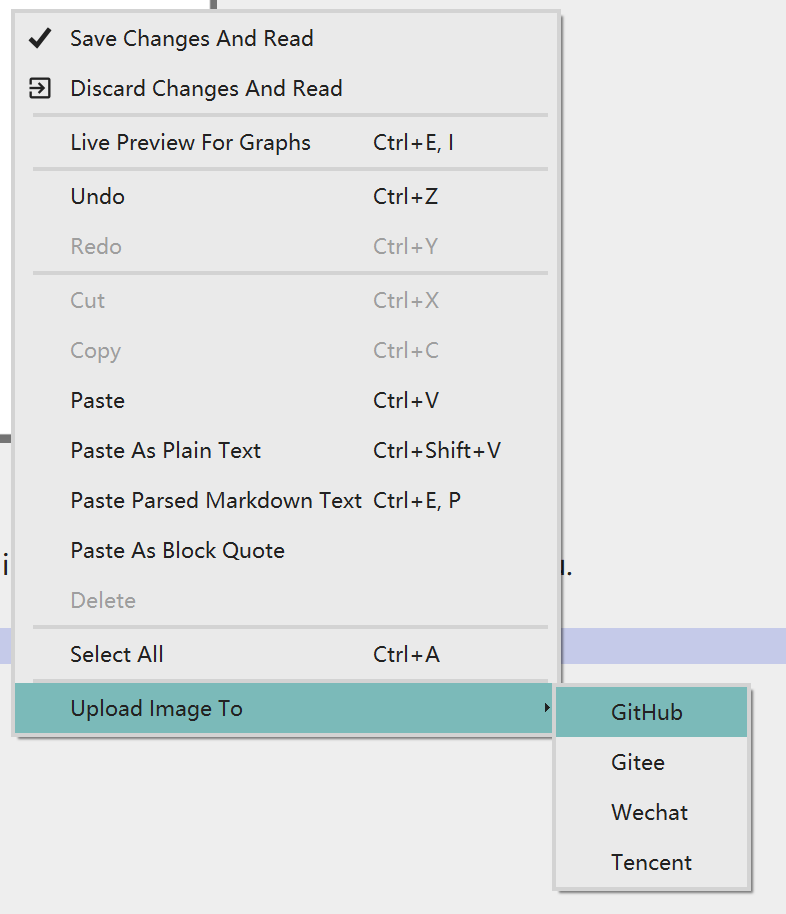 Save Changes And Read
Discard Changes And Read
Live Preview For Graphs Ctrl+E, I
Undo Ctrl+Z
Redo Ctrl+Y
Cut Ctrl+X
Copy Ctrl+C
Paste Ctrl+V
Paste As Plain Text Ctrl+Shift+V
Paste Parsed Markdown Text Ctrl+E, P
Paste As Block Quote
Delete
Select All Ctrl+A
Upload Image To
GitHub
Gitee
Wechat
Tencent